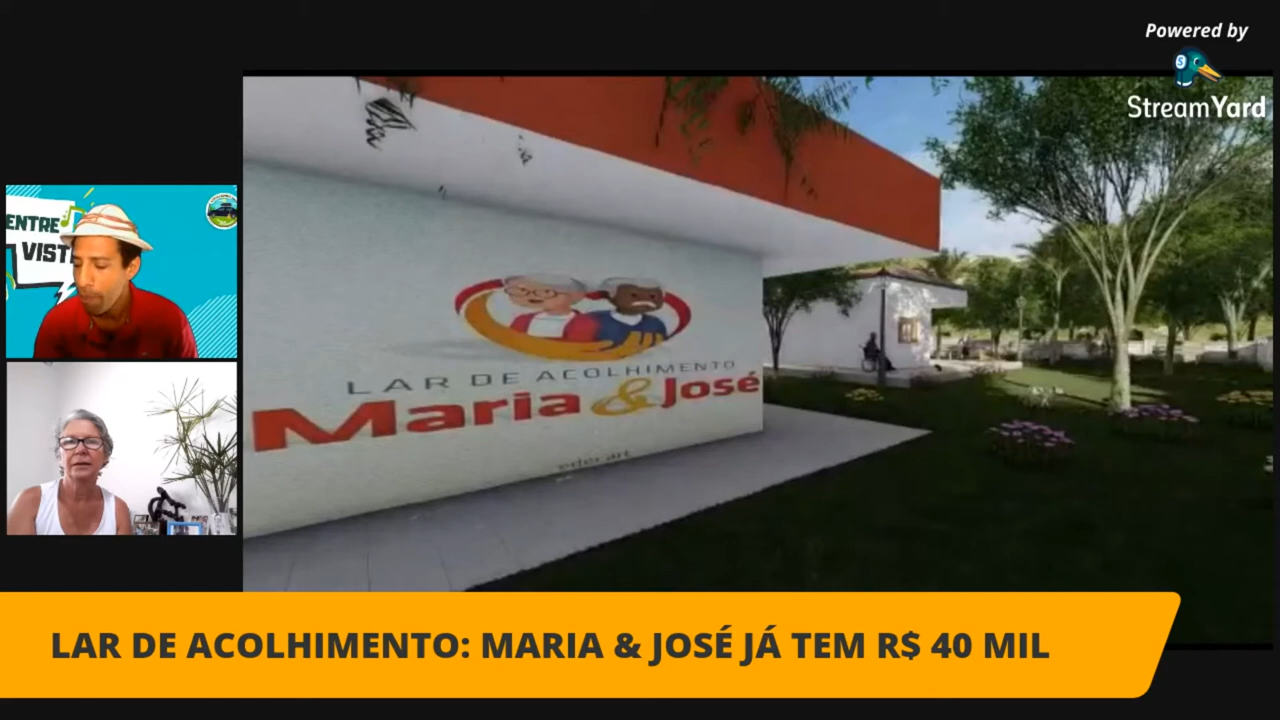 Powered by
StreamYard
ENTRE
VIST
LAR DE ACOLHIMENTO
Maria & José
LAR DE ACOLHIMENTO: MARIA & JOSÉ JÁ TEM R$ 40 MIL